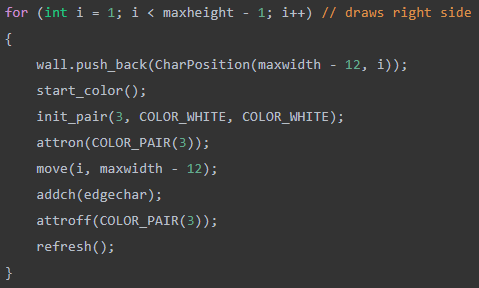 for (int i = 1; i < maxheight - 1; i++) // draws right side
{
    wall.push_back(CharPosition(maxwidth - 12, i));
    start_color();
    init_pair(3, COLOR_WHITE, COLOR_WHITE);
    attron(COLOR_PAIR(3));
    move(i, maxwidth - 12);
    addch(edgechar);
    attroff(COLOR_PAIR(3));
    refresh();
}